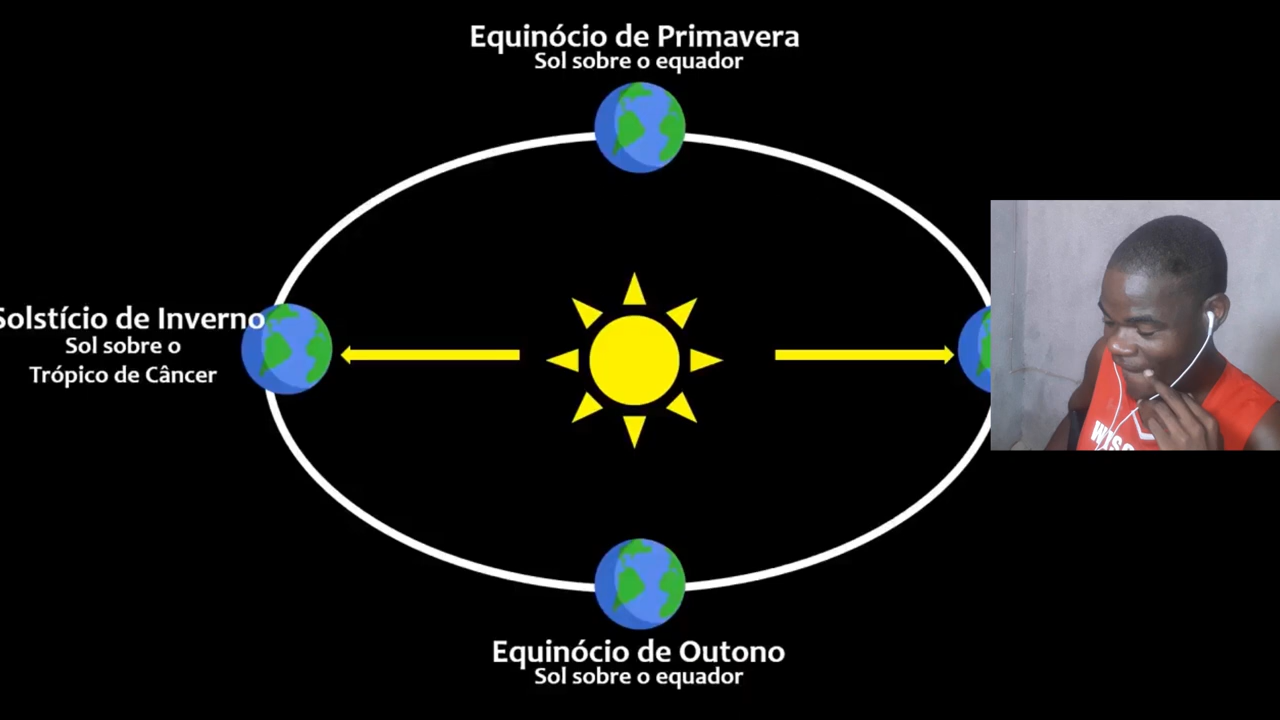 Equinócio de Primavera
Sol sobre o equador
Solstício de Inverno
Sol sobre o
Trópico de Câncer
Equinócio de Outono
Sol sobre o equador